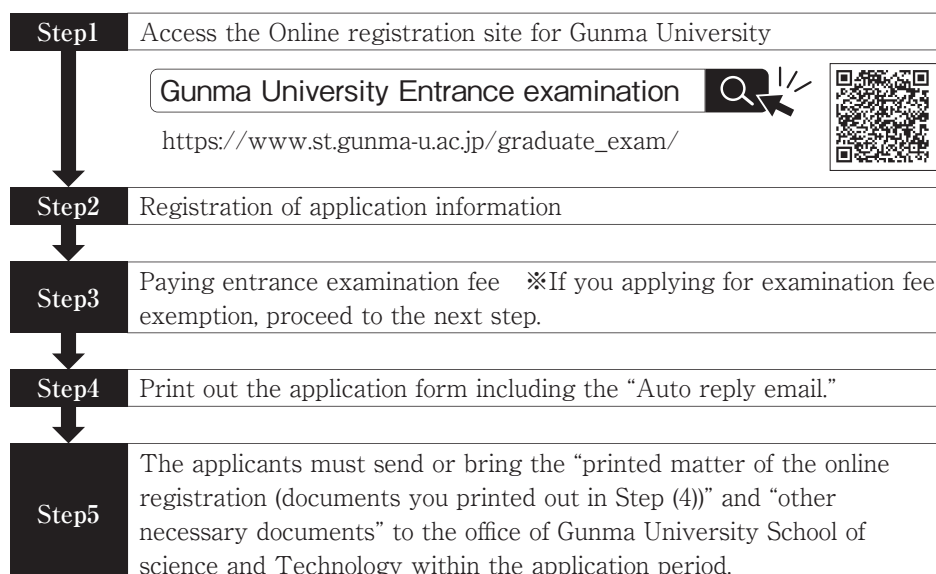 Step1 Access the Online registration site for Gunma University
Gunma University Entrance examination
https://www.st.gunma-u.ac.jp/graduate_exam/
Step2 Registration of application information
Step3 Paying entrance examination fee ※If you applying for examination fee
exemption, proceed to the next step.
Step4 Print out the application form including the “Auto reply email.”
Step5 The applicants must send or bring the “printed matter of the online
registration (documents you printed out in Step (4))” and “other
necessary documents” to the office of Gunma University School of
science and Technology within the application period.